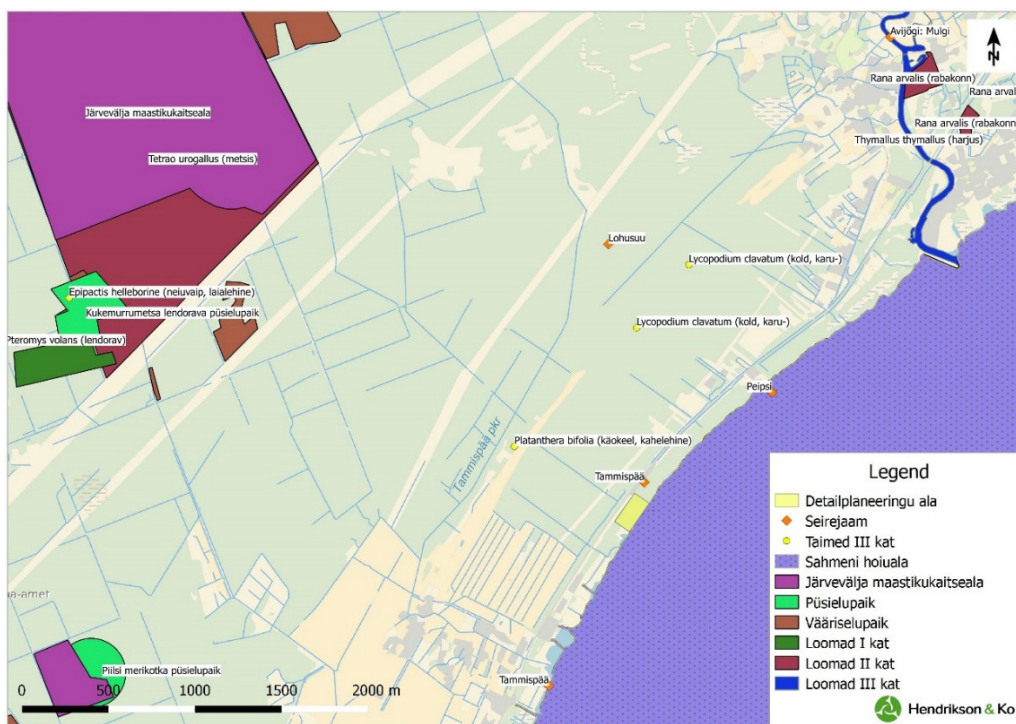 Avijõgi: Mulgi
Rana arvalis (rabakonn)
Rana arval
Järvevälja maastikukaitseala
Rana arvalis (rabakonn)
Tetrao urogallus (metsis)
Thymallus thymallus (harjus)
Lohusuu
Lycopodium clavatum (kold, karu-)
Epipactis helleborine (neiuvaip, laialehine)
Kukemurrumetsa lendorava püsielupaik
Lycopodium clavatum (kold, karu-)
Pteromys volans (lendorav)
Peipsi
Platanthera bifolia (käokeel, kahelehine)
Tammispää pkr
Tammispää
Legend
Detailplaneeringu ala
Seirejaam
Taimed III kat
Sahmeni hoiuala
Järvevälja maastikukaitseala
Püsielupaik
Vääriselupaik
Loomad I kat
Loomad II kat
Loomad III kat
Piilsi merikotka püsielupaik
Tammispää
0 500 1000 1500 2000 m
Hendrikson & Ko